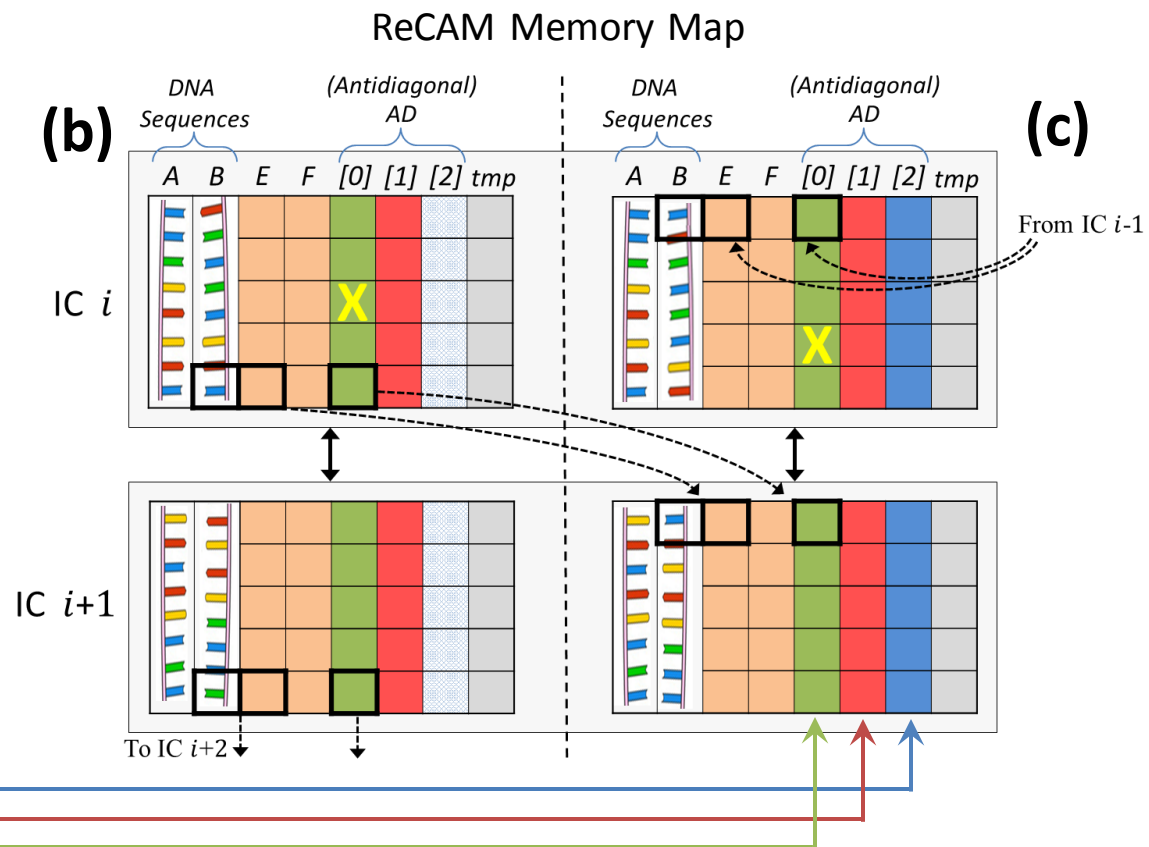 ReCAM Memory Map
(b)
DNA
Sequences
(Antidiagonal)
AD
DNA
Sequences
(Antidiagonal)
AD
(c)
A B E F [0] [1] [2] tmp
A B E F [0] [1] [2] tmp
From IC i-1
IC i
X
X
IC i+1
To IC i+2